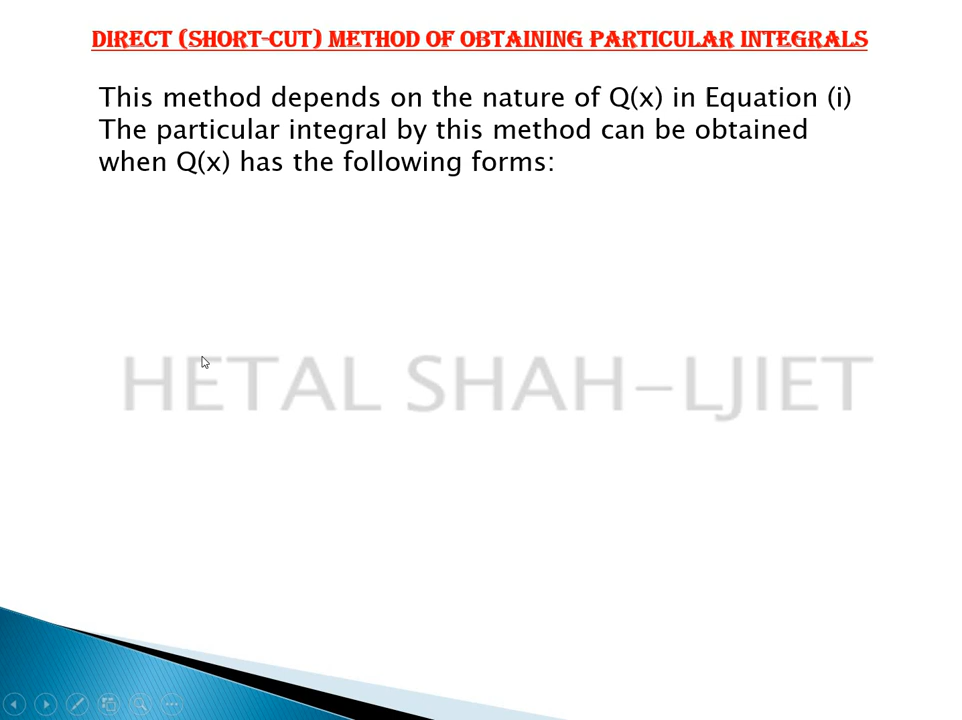 DIRECT (SHORT-CUT) METHOD OF OBTAINING PARTICULAR INTEGRALS
This method depends on the nature of Q(x) in Equation (i)
The particular integral by this method can be obtained
when Q(x) has the following forms:
HETAL SHAH-LJIET